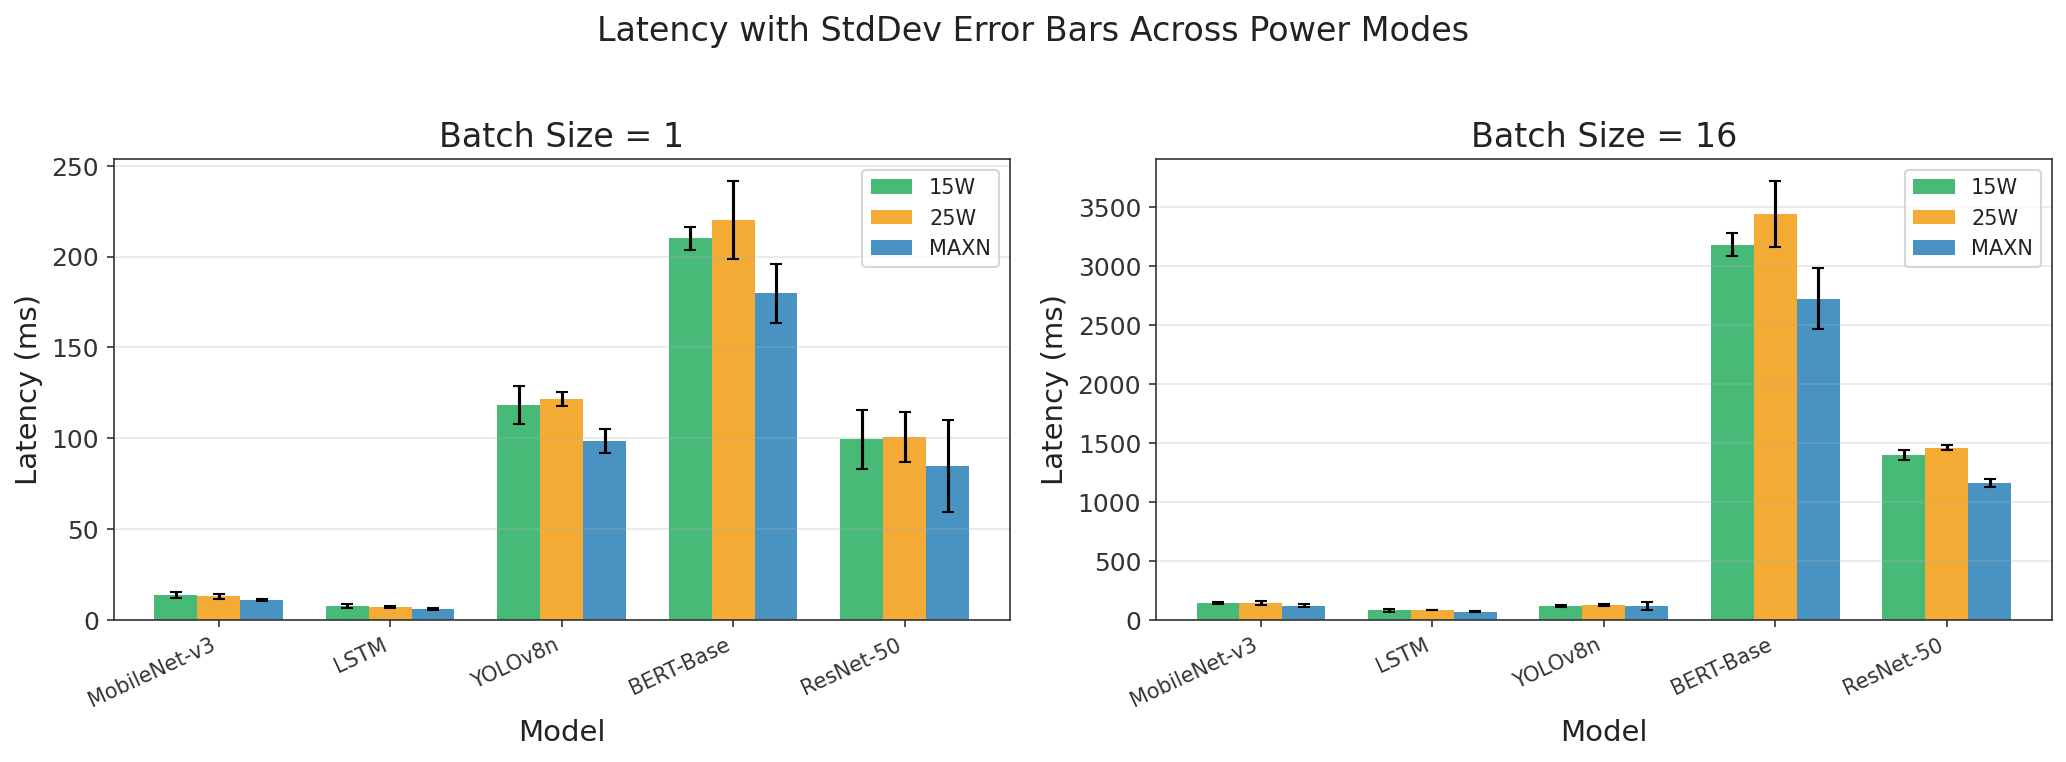 Latency with StdDev Error Bars Across Power Modes
Batch Size = 1
Latency (ms)
250
200
150
100
50
0
15W
25W
MAXN
MobileNet-v3
LSTM
YOLOv8n
BERT-Base
ResNet-50
Model
Batch Size = 16
Latency (ms)
3500
3000
2500
2000
1500
1000
500
0
15W
25W
MAXN
MobileNet-v3
LSTM
YOLOv8n
BERT-Base
ResNet-50
Model